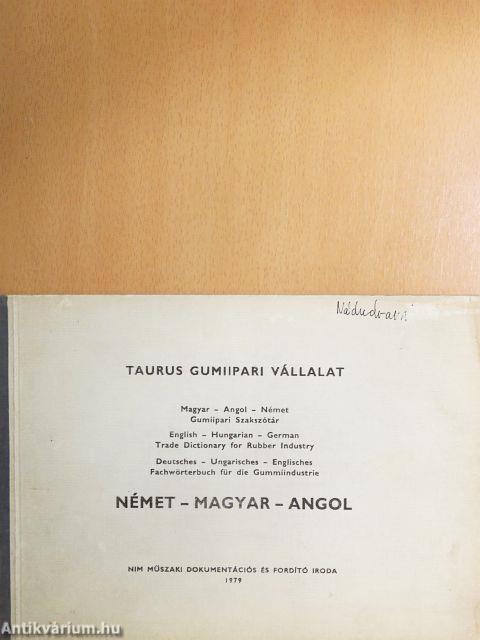 Nádudvari
TAURUS GUMIIPARI VÁLLALAT
Magyar – Angol – Német
Gumiipari Szakszótár
English – Hungarian – German
Trade Dictionary for Rubber Industry
Deutsches – Ungarisches – Englisches
Fachwörterbuch für die Gummiindustrie
NÉMET – MAGYAR – ANGOL
NIM MŰSZAKI DOKUMENTÁCIÓS ÉS FORDÍTÓ IRODA
1979
Antikvárium.hu